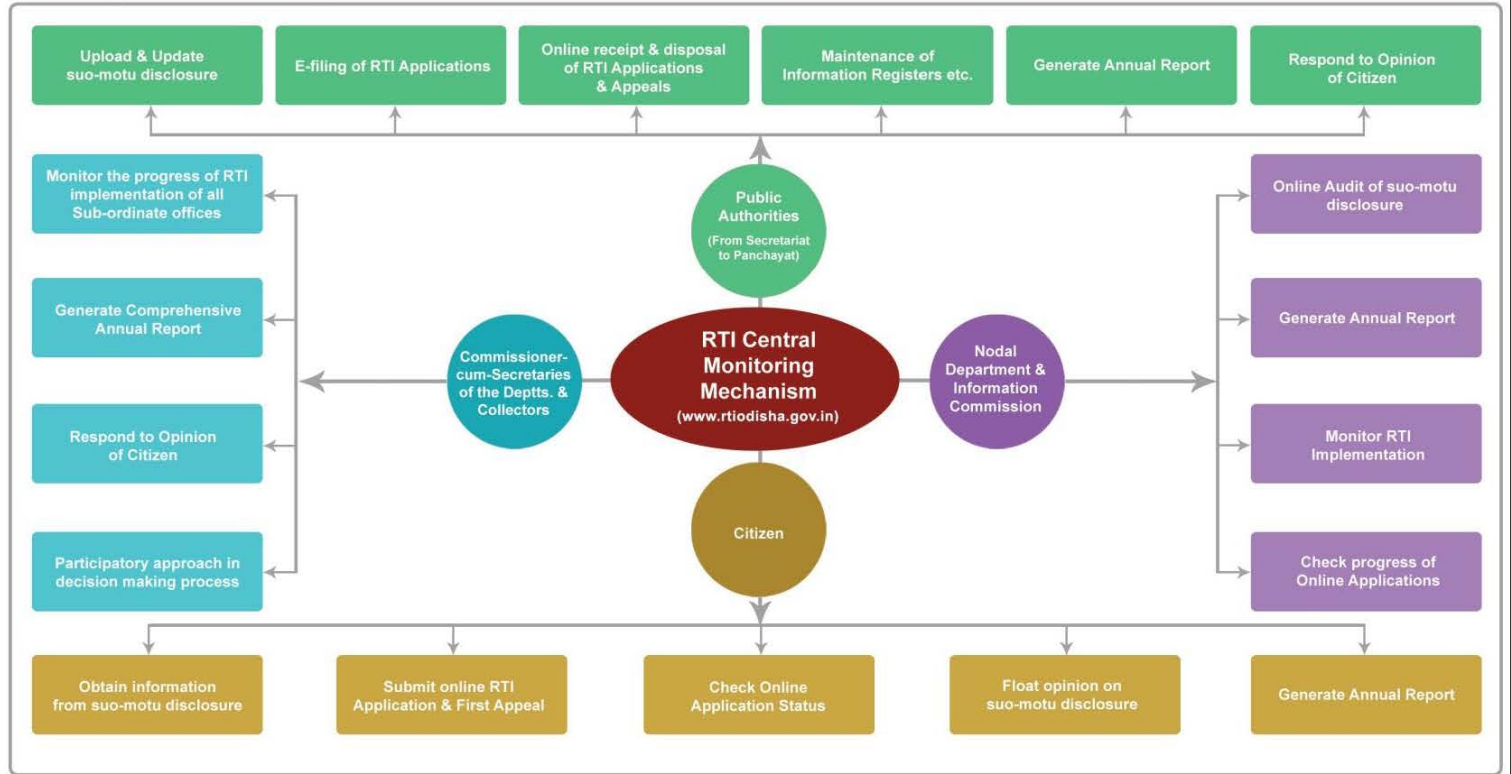 Upload & Update
suo-motu disclosure
E-filing of RTI Applications
Online receipt & disposal
of RTI Applications
& Appeals
Maintenance of
Information Registers etc.
Generate Annual Report
Respond to Opinion
of Citizen
Monitor the progress of RTI
implementation of all
Sub-ordinate offices
Generate Comprehensive
Annual Report
Respond to Opinion
of Citizen
Participatory approach in
decision making process
Public
Authorities
(From Secretariat
to Panchayat)
Commissioner-
cum-Secretaries
of the Deptts. &
Collectors
RTI Central
Monitoring
Mechanism
(www.rtiodisha.gov.in)
Nodal
Department &
Information
Commission
Citizen
Online Audit of suo-motu
disclosure
Generate Annual Report
Monitor RTI
Implementation
Check progress of
Online Applications
Obtain information
from suo-motu disclosure
Submit online RTI
Application & First Appeal
Check Online
Application Status
Float opinion on
suo-motu disclosure
Generate Annual Report